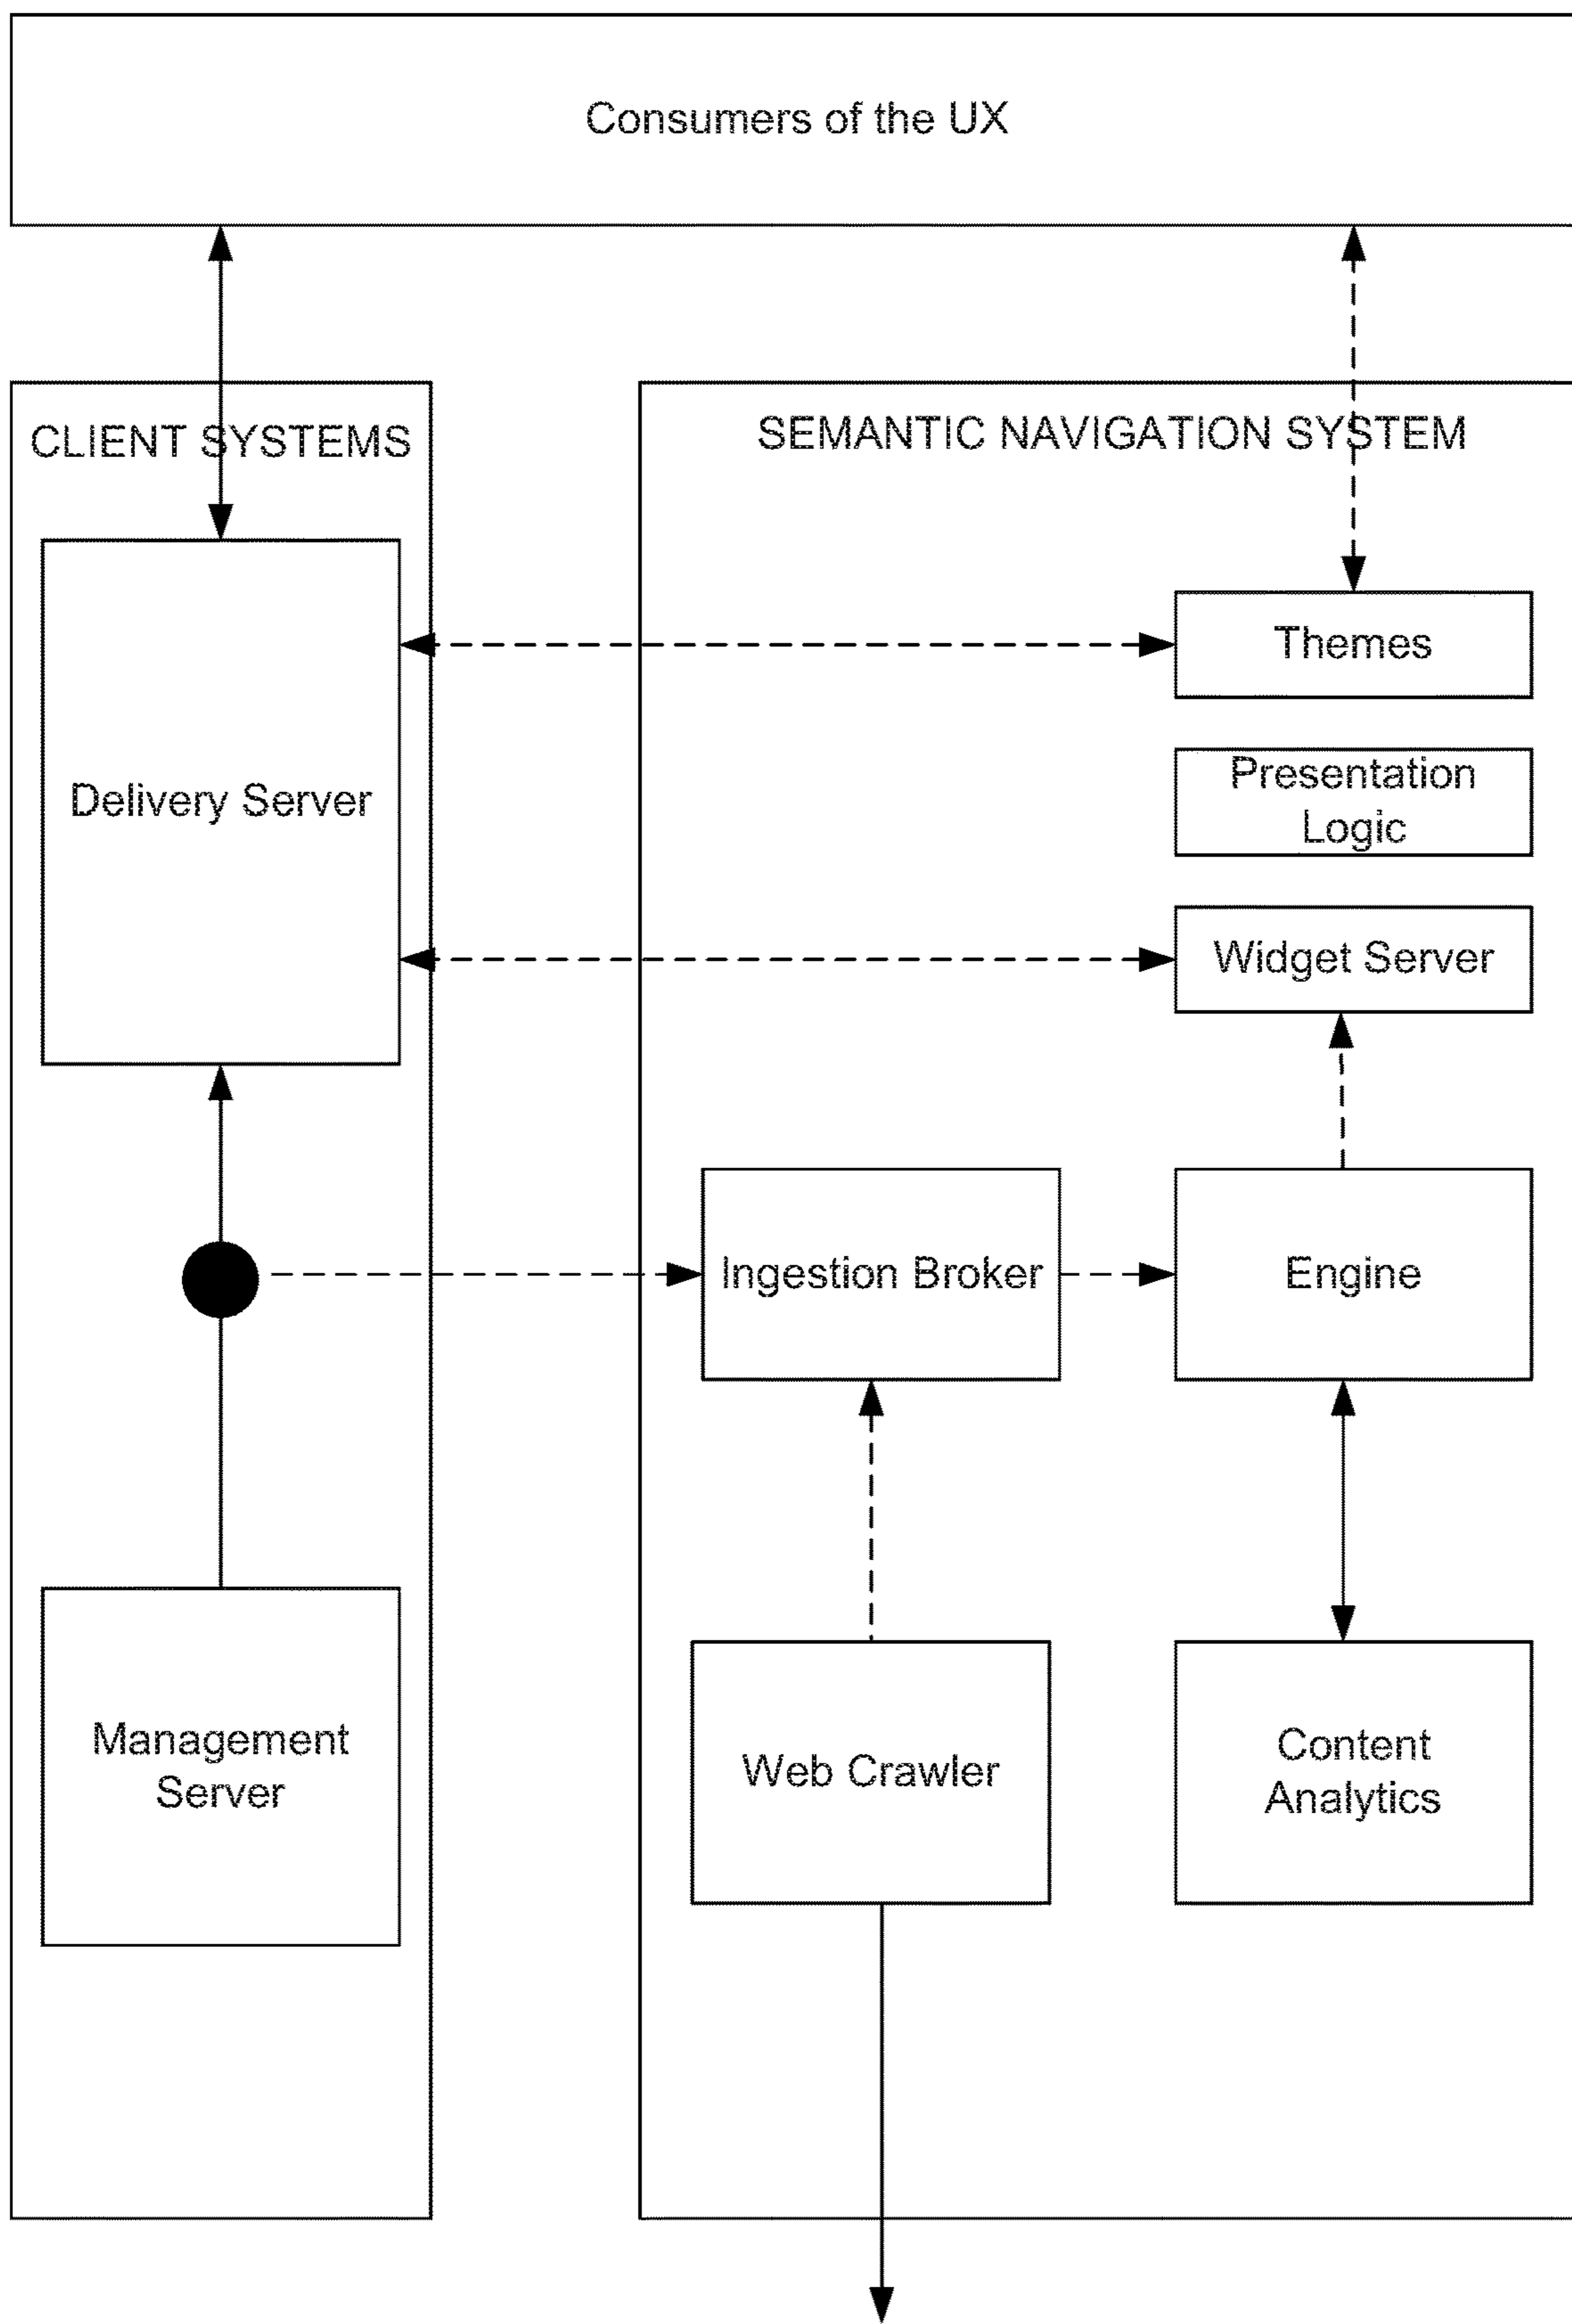 Consumers of the UX
CLIENT SYSTEMS
SEMANTIC NAVIGATION SYSTEM
Themes
Delivery Server
Presentation
Logic
Widget Server
Ingestion Broker
Engine
Management
Server
Web Crawler
Content
Analytics